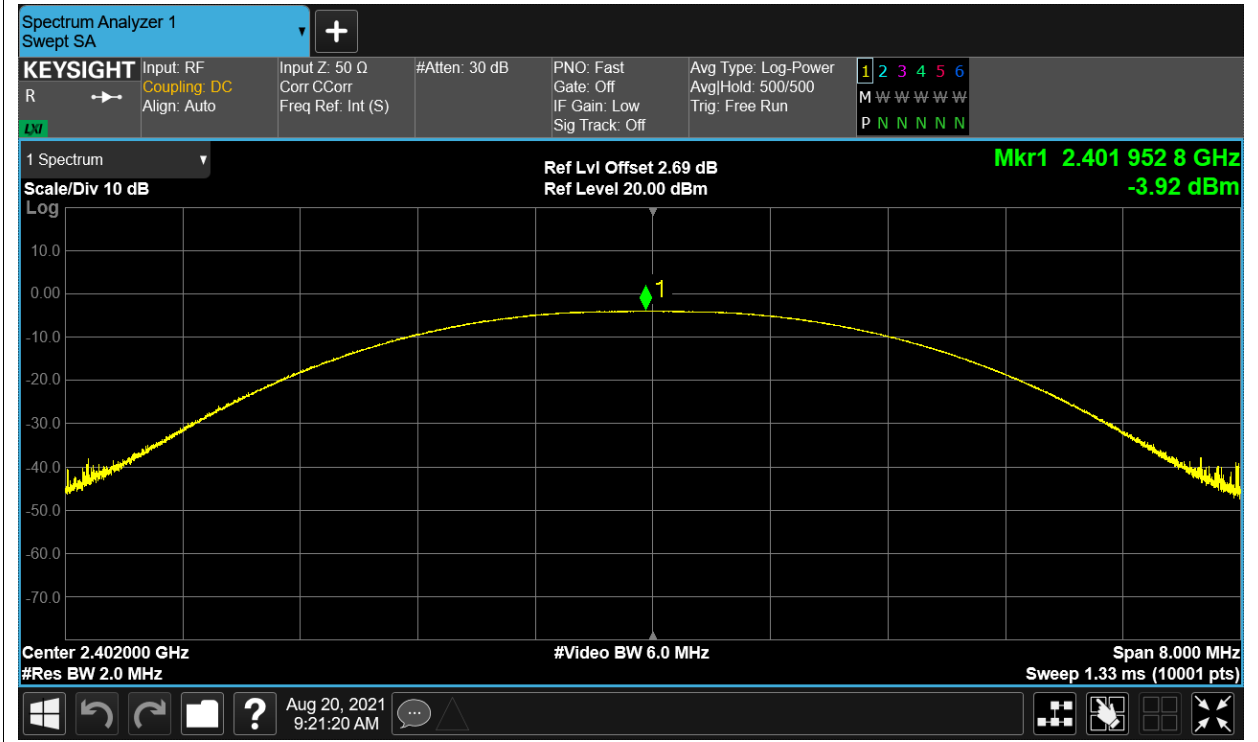 Spectrum Analyzer 1
Swept SA
KEYSIGHT
R
LXI
Input: RF
Coupling: DC
Align: Auto
Input Z: 50 Ω
Corr CCorr
Freq Ref: Int (S)
#Atten: 30 dB
PNO: Fast
Gate: Off
IF Gain: Low
Sig Track: Off
Avg Type: Log-Power
Avg|Hold: 500/500
Trig: Free Run
1 2 3 4 5 6
M W W W W W W
P N N N N N N
1 Spectrum
Scale/Div 10 dB
Log
Ref Lvl Offset 2.69 dB
Ref Level 20.00 dBm
Mkr1 2.401 952 8 GHz
-3.92 dBm
10.0
0.00
-10.0
-20.0
-30.0
-40.0
-50.0
-60.0
-70.0
1
Center 2.402000 GHz
#Res BW 2.0 MHz
#Video BW 6.0 MHz
Span 8.000 MHz
Sweep 1.33 ms (10001 pts)
?
Aug 20, 2021
9:21:20 AM